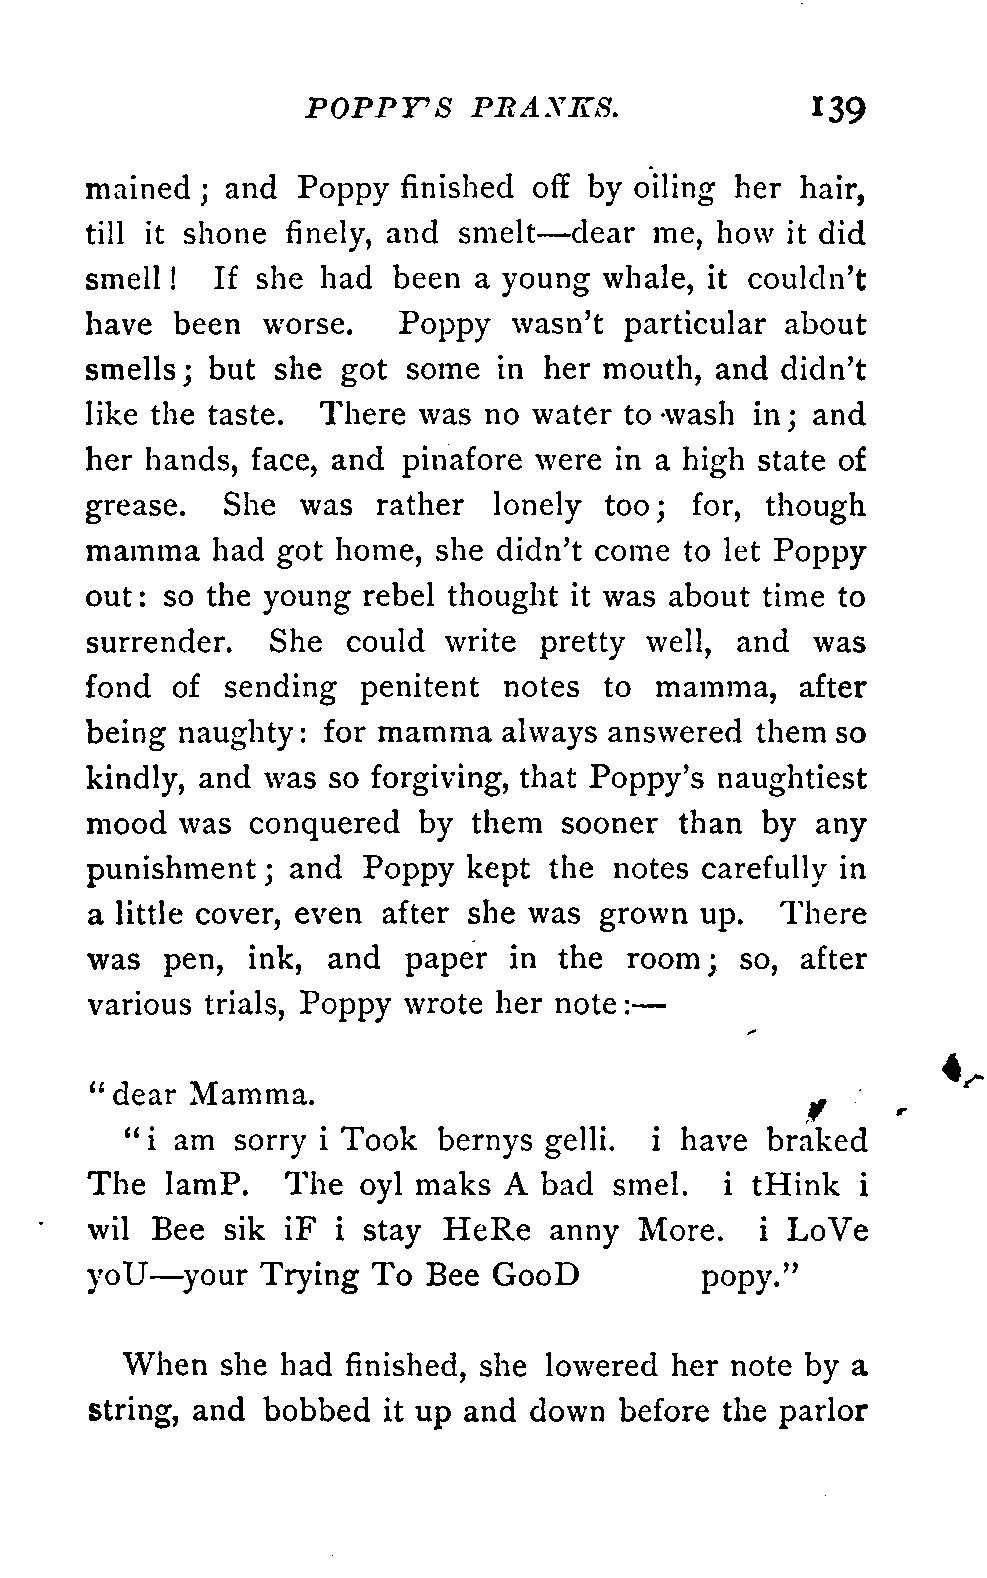 POPPY'S PRANKS. 139
mained; and Poppy finished off by oiling her hair,
till it shone finely, and smelt—dear me, how it did
smell! If she had been a young whale, it couldn't
have been worse. Poppy wasn't particular about
smells; but she got some in her mouth, and didn't
like the taste. There was no water to wash in; and
her hands, face, and pinafore were in a high state of
grease. She was rather lonely too; for, though
mamma had got home, she didn't come to let Poppy
out: so the young rebel thought it was about time to
surrender. She could write pretty well, and was
fond of sending penitent notes to mamma, after
being naughty: for mamma always answered them so
kindly, and was so forgiving, that Poppy's naughtiest
mood was conquered by them sooner than by any
punishment; and Poppy kept the notes carefully in
a little cover, even after she was grown up. There
was pen, ink, and paper in the room; so, after
various trials, Poppy wrote her note:—
"dear Mamma.
"i am sorry i Took bernys gelli. i have braked
The lamP. The oyl maks A bad smel. i tHink i
wil Bee sik iF i stay HeRe anny More. i LoVe
yoU—your Trying To Bee GooD popy."
When she had finished, she lowered her note by a
string, and bobbed it up and down before the parlor